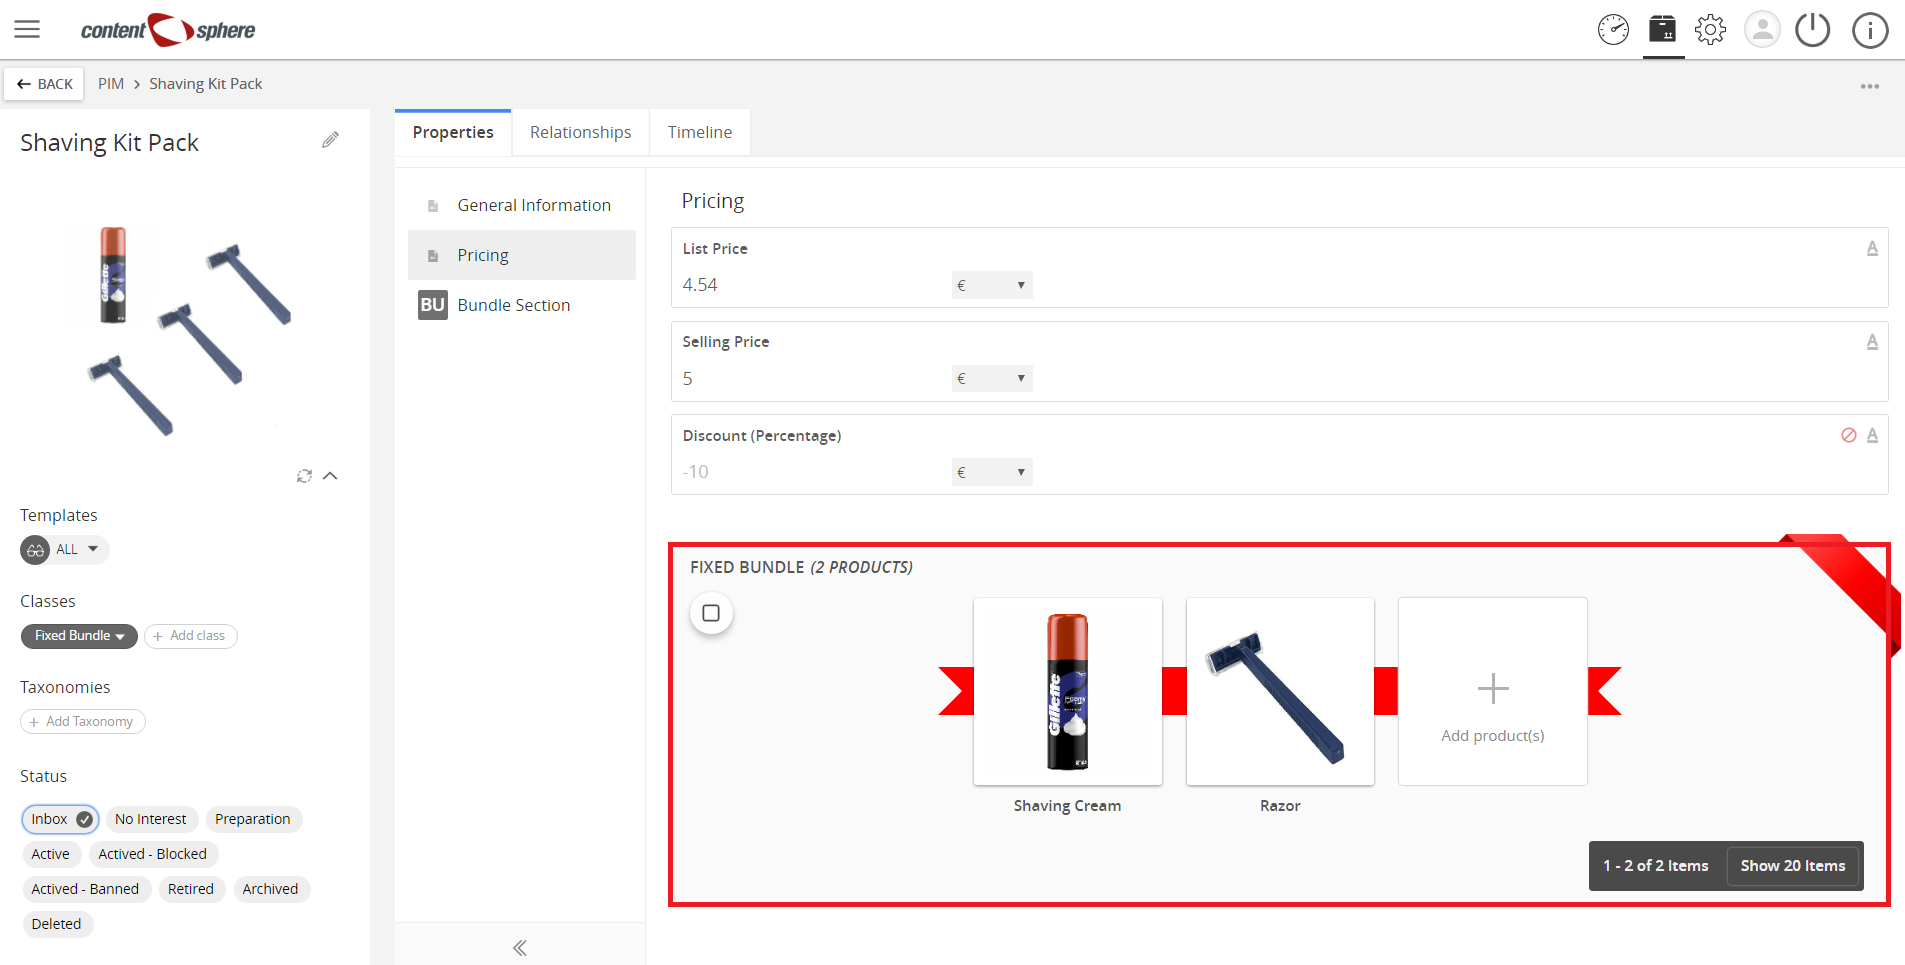 content sphere
BACK PIM > Shaving Kit Pack
Shaving Kit Pack
Gillette
Templates
ALL
Classes
Fixed Bundle
+ Add class
Taxonomies
+ Add Taxonomy
Status
Inbox No Interest Preparation
Active Actived - Blocked
Actived - Banned Retired Archived
Deleted
Properties Relationships Timeline
General Information
Pricing
BU Bundle Section
Pricing
List Price A
4.54 €
Selling Price A
5 €
Discount (Percentage) A
-10 €
FIXED BUNDLE (2 PRODUCTS)
Gillette
Add product(s)
Shaving Cream Razor
1 - 2 of 2 Items Show 20 Items